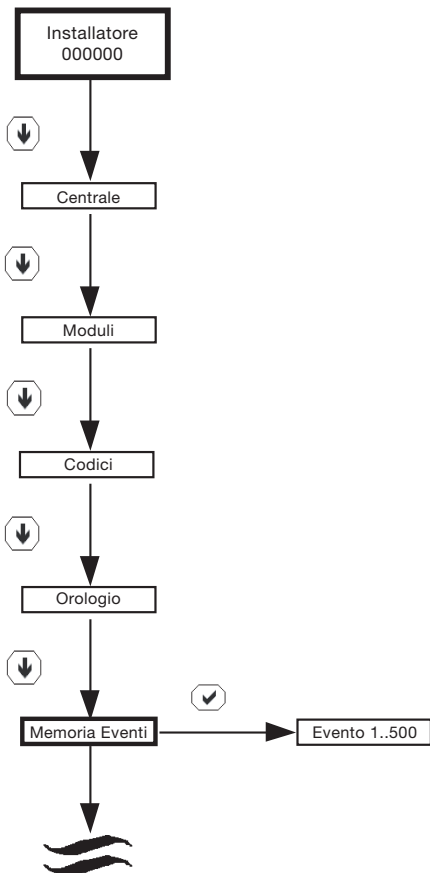 Installatore
000000
Centrale
Moduli
Codici
Orologio
Memoria Eventi
Evento 1..500